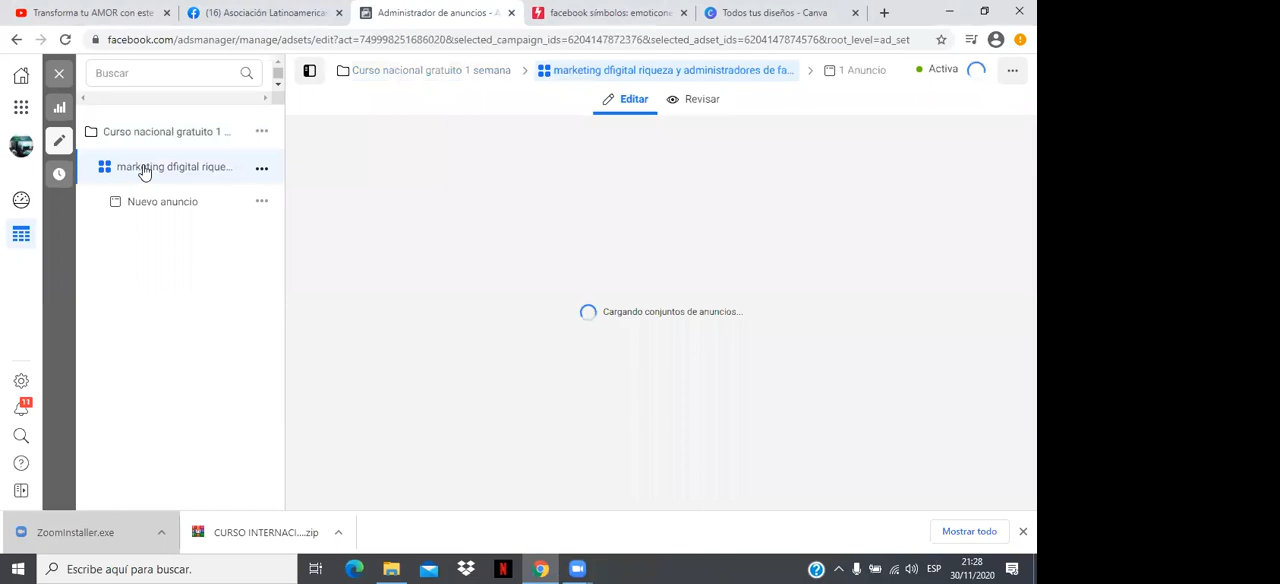 Transforma tu AMOR con este
(16) Asociación Latinoamericana
Administrador de anuncios - A
facebook símbolos: emoticone
Todos tus diseños - Canva
facebook.com/adsmanager/manage/adsets/edit?act=749998251686020&selected_campaign_ids=6204147872376&selected_adset_ids=6204147874576&root_level=ad_set
Buscar
Curso nacional gratuito 1 semana
marketing dfigital riqueza y administradores de fa...
1 Anuncio
Activa
Editar
Revisar
Curso nacional gratuito 1 ...
marketing dfigital rique...
Nuevo anuncio
Cargando conjuntos de anuncios...
11
ZoomInstaller.exe
CURSO INTERNACI....zip
Mostrar todo
Escribe aquí para buscar.
N
ESP
21:28
30/11/2020